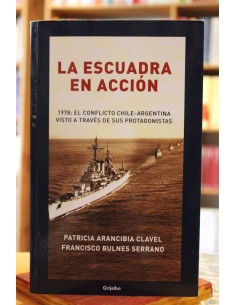 LA ESCUADRA
EN ACCIÓN
1978: EL CONFLICTO CHILE-ARGENTINA
VISTO A TRAVÉS DE SUS PROTAGONISTAS
PATRICIA ARANCIBIA CLAVEL
FRANCISCO BULNES SERRANO
Grijalbo